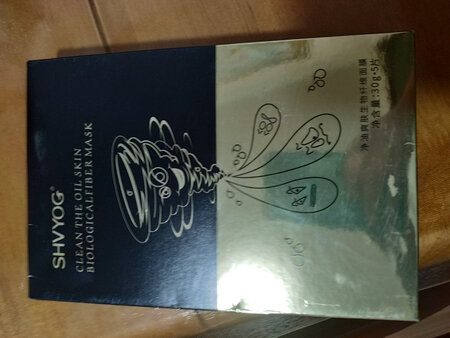 SHVYOG®
CLEAN THE OIL SKIN
BIOLOGICALFIBER MASK
净油爽肤生物纤维面膜
净含量:30g*5片